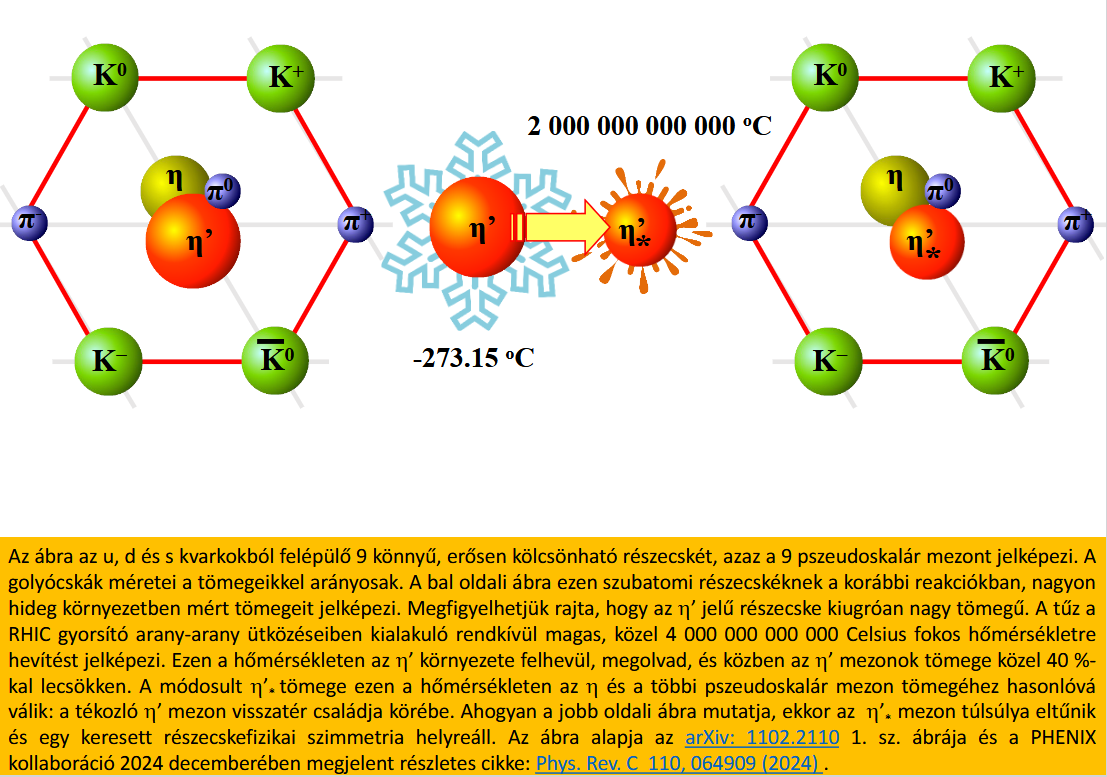 2 000 000 000 000 °C
K⁰ K⁺ K⁰ K⁺
η π⁰ η π⁰
π⁻ η’ π⁺ η’ η’* π⁻ η’* π⁺
K⁻ K̅⁰ K⁻ K̅⁰
-273.15 °C
Az ábra az u, d és s kvarkokból felépülő 9 könnyű, erősen kölcsönható részecskét, azaz a 9 pszeudoskalár mezont jelképezi. A
golyócskák méretei a tömegeikkel arányosak. A bal oldali ábra ezen szubatomi részecskéknek a korábbi reakciókban, nagyon
hideg környezetben mért tömegeit jelképezi. Megfigyelhetjük rajta, hogy az η’ jelű részecske kiugróan nagy tömegű. A tűz a
RHIC gyorsító arany-arany ütközéseiben kialakuló rendkívül magas, közel 4 000 000 000 000 Celsius fokos hőmérsékletre
hevítést jelképezi. Ezen a hőmérsékleten az η’ környezete felhevül, megolvad, és közben az η’ mezonok tömege közel 40 %-
kal lecsökken. A módosult η’* tömege ezen a hőmérsékleten az η és a többi pszeudoskalár mezon tömegéhez hasonlóvá
válik: a tékozló η’ mezon visszatér családja körébe. Ahogyan a jobb oldali ábra mutatja, ekkor az η’* mezon túlsúlya eltűnik
és egy keresett részecskefizikai szimmetria helyreáll. Az ábra alapja az arXiv: 1102.2110 1. sz. ábrája és a PHENIX
kollaboráció 2024 decemberében megjelent részletes cikke: Phys. Rev. C 110, 064909 (2024) .